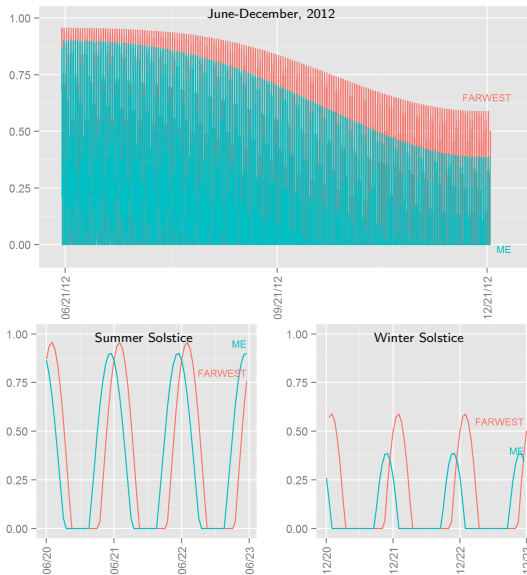 June-December, 2012
1.00
0.75
0.50
0.25
0.00
FARWEST
ME
06/21/12
09/21/12
12/21/12
Summer Solstice
1.00
0.75
0.50
0.25
0.00
ME
FARWEST
06/20
06/21
06/22
06/23
Winter Solstice
1.00
0.75
0.50
0.25
0.00
FARWEST
ME
12/20
12/21
12/22
12/23